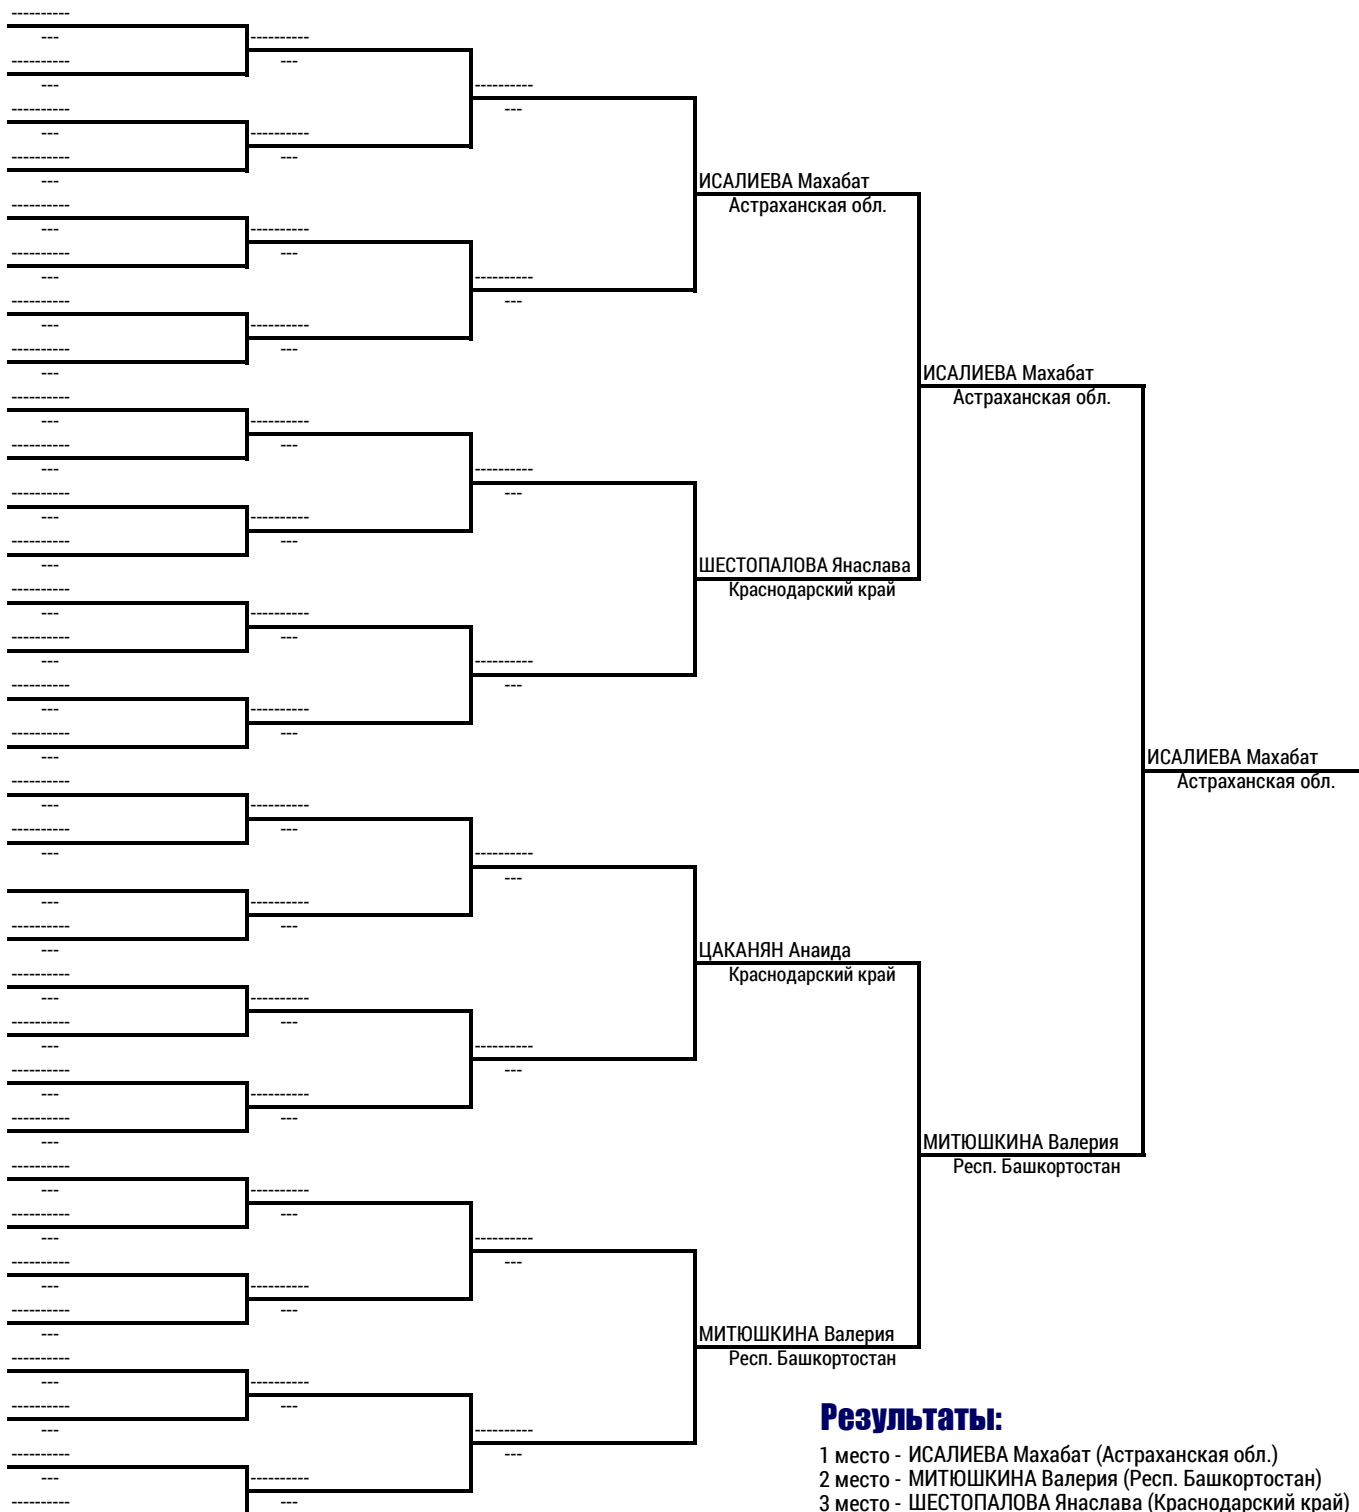 ИСАЛИЕВА Махабат
Астраханская обл.
ИСАЛИЕВА Махабат
Астраханская обл.
ШЕСТОПАЛОВА Янаслава
Краснодарский край
ИСАЛИЕВА Махабат
Астраханская обл.
ЦАКАНЯН Анаида
Краснодарский край
МИТЮШКИНА Валерия
Респ. Башкортостан
МИТЮШКИНА Валерия
Респ. Башкортостан
Результаты:
1 место - ИСАЛИЕВА Махабат (Астраханская обл.)
2 место - МИТЮШКИНА Валерия (Респ. Башкортостан)
3 место - ШЕСТОПАЛОВА Янаслава (Краснодарский край)